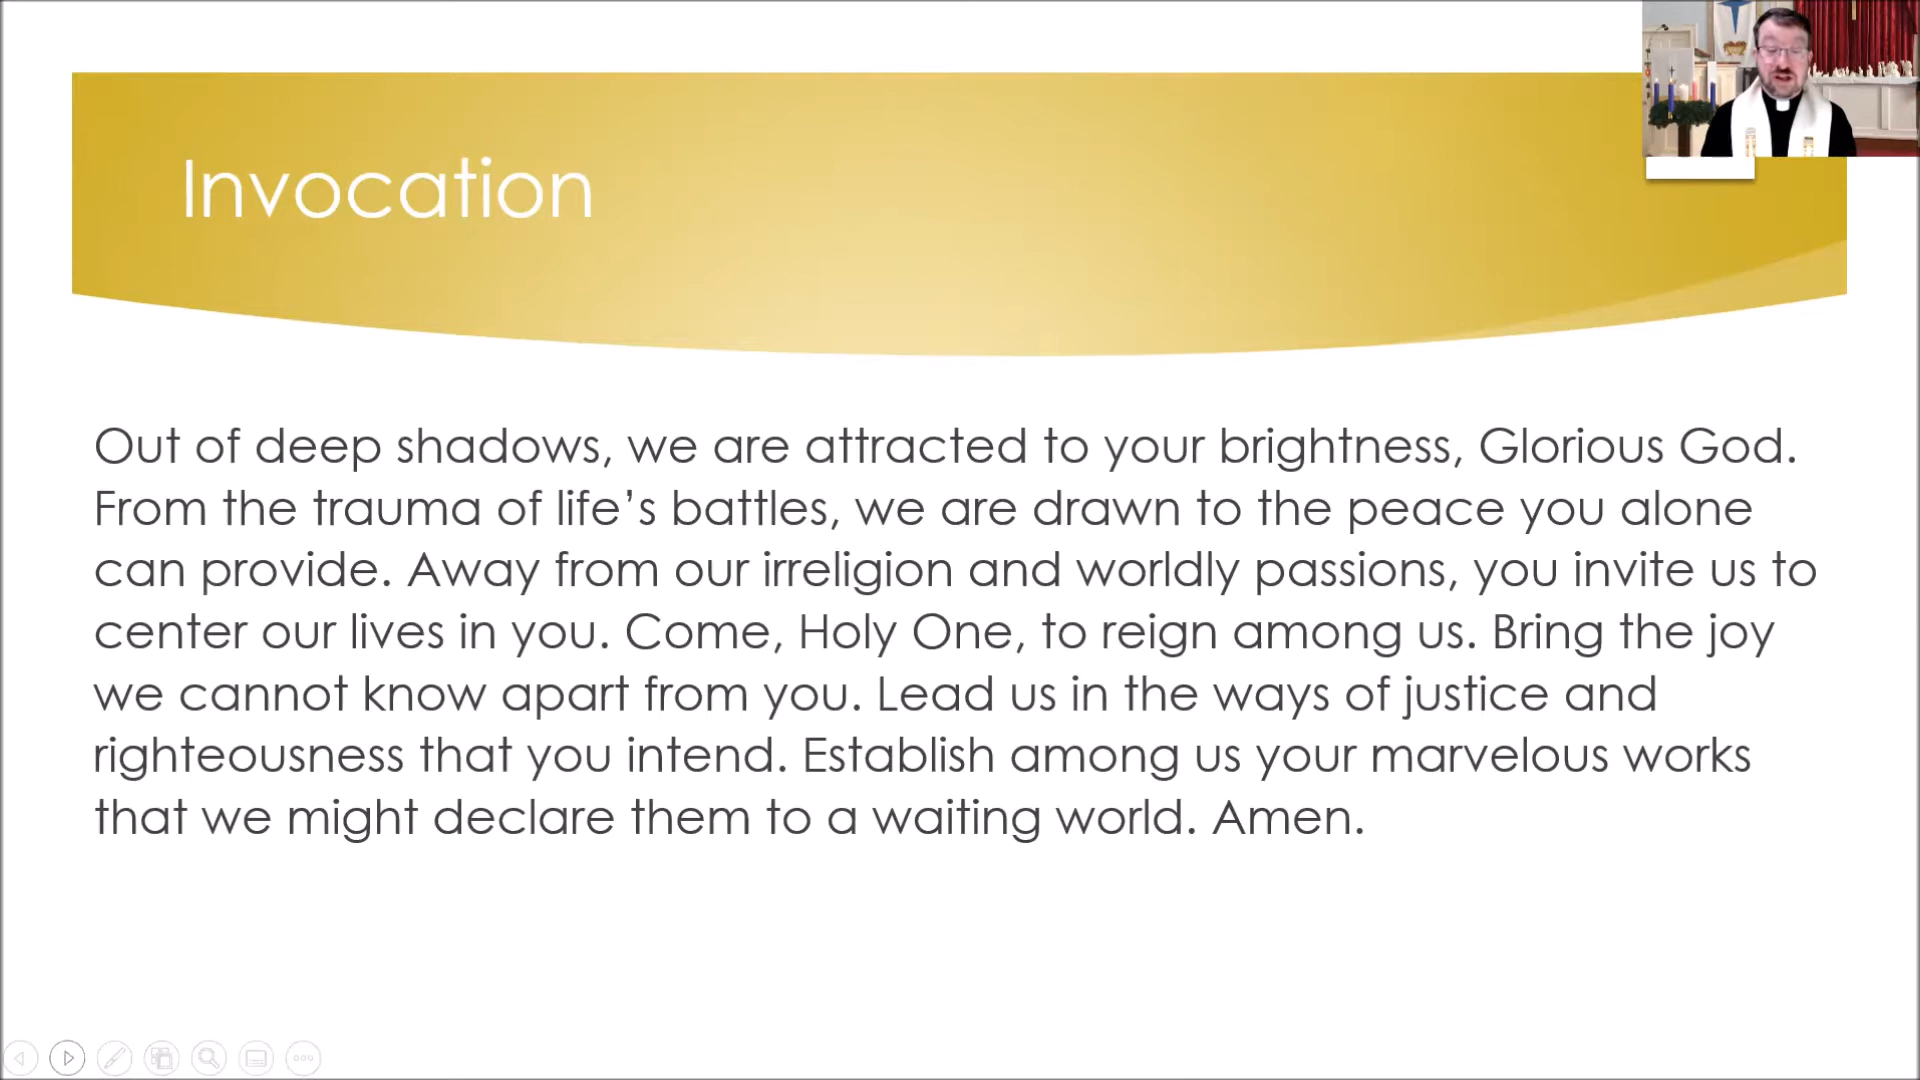 Invocation
Out of deep shadows, we are attracted to your brightness, Glorious God.
From the trauma of life’s battles, we are drawn to the peace you alone
can provide. Away from our irreligion and worldly passions, you invite us to
center our lives in you. Come, Holy One, to reign among us. Bring the joy
we cannot know apart from you. Lead us in the ways of justice and
righteousness that you intend. Establish among us your marvelous works
that we might declare them to a waiting world. Amen.